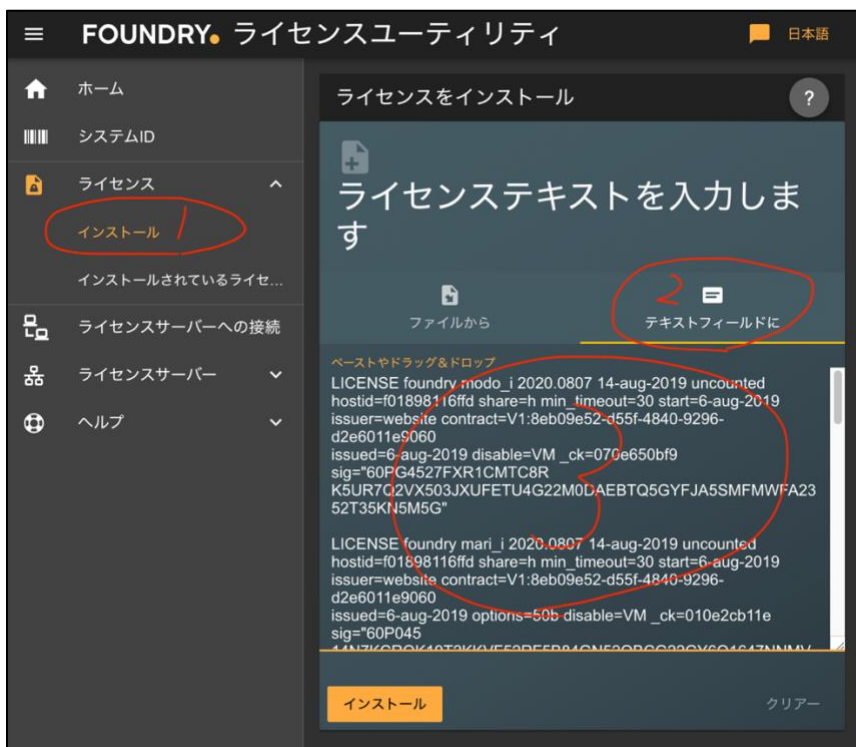 FOUNDRY. ライセンスユーティリティ
日本語
ホーム
システムID
ライセンス
インストール
1
インストールされているライセ...
ライセンスサーバーへの接続
ライセンスサーバー
ヘルプ
ライセンスをインストール
?
ライセンステキストを入力しま
す
ファイルから
2
テキストフィールドに
ペーストやドラッグ&ドロップ
3
LICENSE foundry modo_i 2020.0807 14-aug-2019 uncounted
hostid=f01898116ffd share=h min_timeout=30 start=6-aug-2019
issuer=website contract=V1:8eb09e52-d55f-4840-9296-
d2e6011e9060
issued=6-aug-2019 disable=VM _ck=070e650bf9
sig="60PG4527FXR1CMTC8R
K5UR7Q2VX503JXUFETU4G22M0DAEBTQ5GYFJA5SMFMWFA23
52T35KN5M5G"
LICENSE foundry mari_i 2020.0807 14-aug-2019 uncounted
hostid=f01898116ffd share=h min_timeout=30 start=6-aug-2019
issuer=website contract=V1:8eb09e52-d55f-4840-9296-
d2e6011e9060
issued=6-aug-2019 options=50b disable=VM _ck=010e2cb11e
sig="60P045
インストール
クリアー